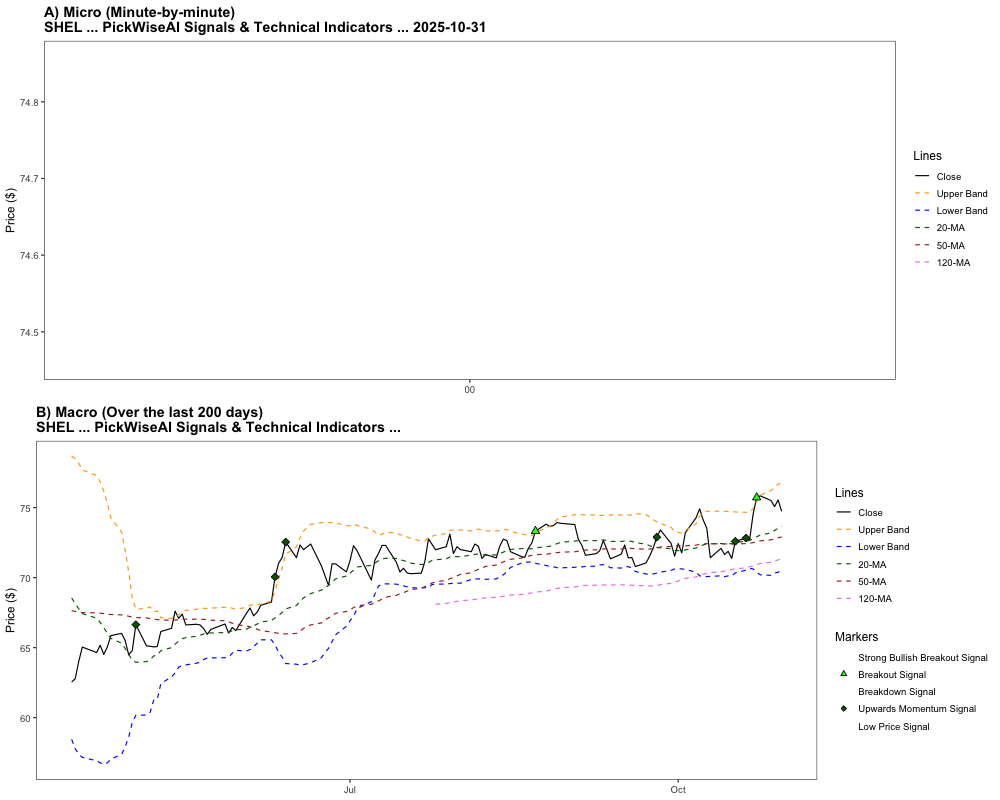 A) Micro (Minute-by-minute)
SHEL ... PickWiseAI Signals & Technical Indicators ... 2025-10-31
Price ($)
74.8
74.7
74.6
74.5
00
Lines
Close
Upper Band
Lower Band
20-MA
50-MA
120-MA
B) Macro (Over the last 200 days)
SHEL ... PickWiseAI Signals & Technical Indicators ...
Price ($)
75
70
65
60
Jul
Oct
Lines
Close
Upper Band
Lower Band
20-MA
50-MA
120-MA
Markers
Strong Bullish Breakout Signal
Breakout Signal
Breakdown Signal
Upwards Momentum Signal
Low Price Signal